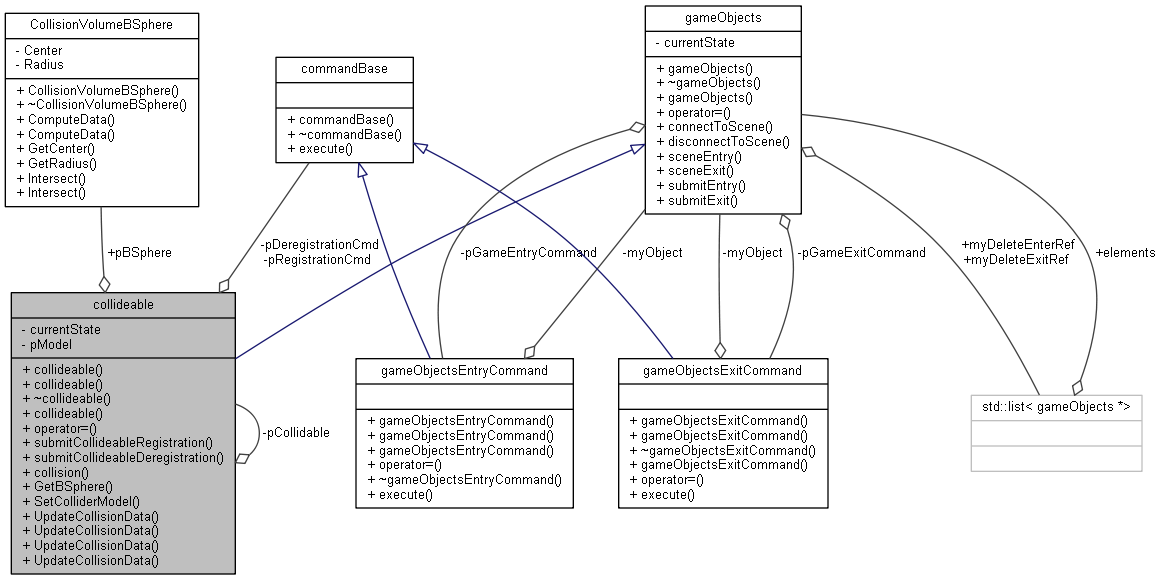 CollisionVolumeBSphere
- Center
- Radius
+ CollisionVolumeBSphere()
+ ~CollisionVolumeBSphere()
+ ComputeData()
+ ComputeData()
+ GetCenter()
+ GetRadius()
+ Intersect()
+ Intersect()
commandBase
+ commandBase()
+ ~commandBase()
+ execute()
gameObjects
- currentState
+ gameObjects()
+ ~gameObjects()
+ gameObjects()
+ operator=()
+ connectToScene()
+ disconnectToScene()
+ sceneEntry()
+ sceneExit()
+ submitEntry()
+ submitExit()
+pBSphere
-pDeregistrationCmd
-pRegistrationCmd
-pGameEntryCommand
-myObject
-myObject
-pGameExitCommand
+myDeleteEnterRef
+myDeleteExitRef
+elements
collideable
- currentState
- pModel
+ collideable()
+ collideable()
+ ~collideable()
+ collideable()
+ operator=()
+ submitCollideableRegistration()
+ submitCollideableDeregistration()
+ collision()
+ GetBSphere()
+ SetColliderModel()
+ UpdateCollisionData()
+ UpdateCollisionData()
+ UpdateCollisionData()
+ UpdateCollisionData()
-pCollidable
gameObjectsEntryCommand
+ gameObjectsEntryCommand()
+ gameObjectsEntryCommand()
+ gameObjectsEntryCommand()
+ operator=()
+ ~gameObjectsEntryCommand()
+ execute()
gameObjectsExitCommand
+ gameObjectsExitCommand()
+ gameObjectsExitCommand()
+ ~gameObjectsExitCommand()
+ gameObjectsExitCommand()
+ operator=()
+ execute()
std::list< gameObjects *>